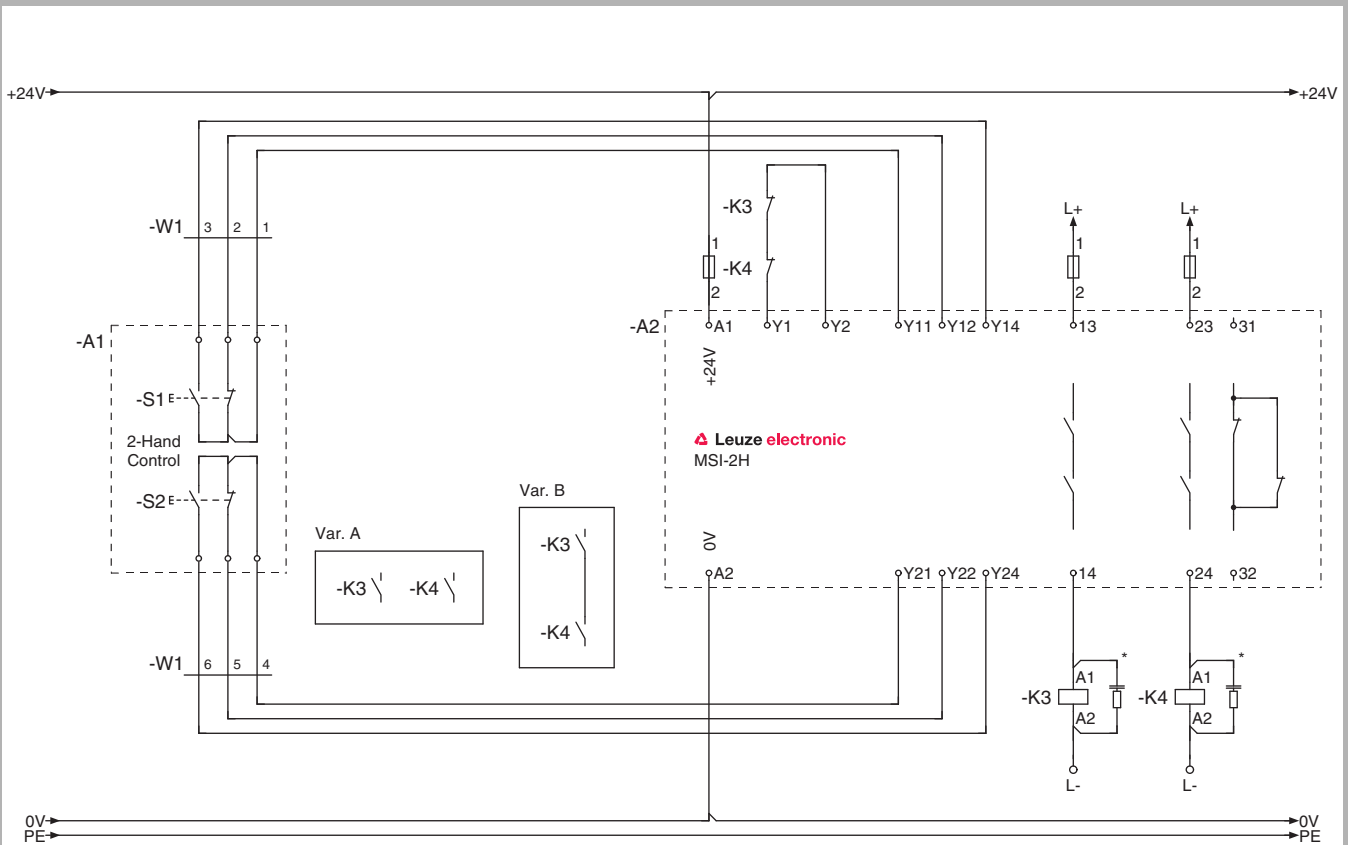 +24V +24V
-W1 3 2 1
-K3
L+ L+
1 1 1
-K4
2 2 2
-A1
-A2 A1 Y1 Y2 Y11 Y12 Y14 13 23 31
+24V
-S1
2-Hand
Control
Leuze electronic
MSI-2H
-S2
Var. B
-K3
-K4
Var. A
-K3 -K4
0V
A2 Y21 Y22 Y24 14 24 32
-W1 6 5 4
* *
-K3 A1 -K4 A1
A2 A2
L- L-
0V 0V
PE PE